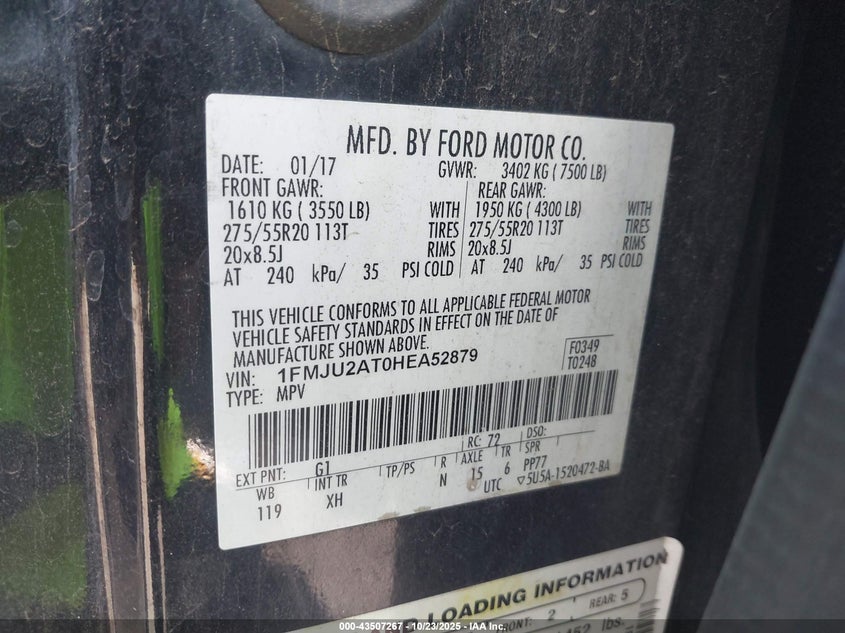 MFD. BY FORD MOTOR CO.
DATE: 01/17 GVWR: 3402 KG ( 7500 LB)
FRONT GAWR: REAR GAWR:
1610 KG ( 3550 LB) WITH 1950 KG ( 4300 LB) WITH
275/55R20 113T TIRES 275/55R20 113T TIRES
20x8.5J RIMS 20x8.5J RIMS
AT 240 kPa/ 35 PSI COLD AT 240 kPa/ 35 PSI COLD
THIS VEHICLE CONFORMS TO ALL APPLICABLE FEDERAL MOTOR
VEHICLE SAFETY STANDARDS IN EFFECT ON THE DATE OF
MANUFACTURE SHOWN ABOVE.
VIN: 1FMJU2AT0HEA52879 F0349
TYPE: MPV T0248
EXT PNT: G1 RC: 72 DSO:
WB INT TR TP/PS R AXLE TR SPR
119 XH N 15 6 PP77
UTC ▽5U5A-1520472-BA
LOADING INFORMATION
FRONT: 2 REAR: 5
lbs.
000-43507267 - 10/23/2025 - IAA Inc.